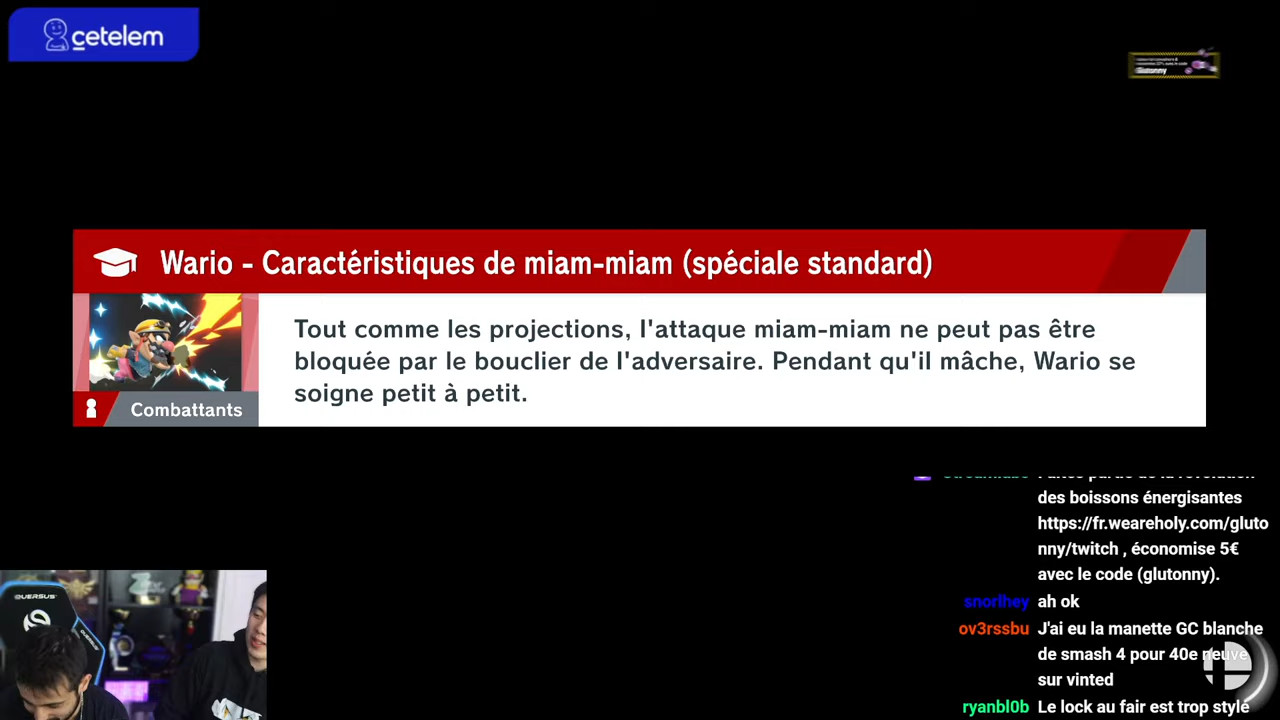 cetelem
Glutonny
Wario - Caractéristiques de miam-miam (spéciale standard)
Tout comme les projections, l'attaque miam-miam ne peut pas être
bloquée par le bouclier de l'adversaire. Pendant qu'il mâche, Wario se
soigne petit à petit.
Combattants
des boissons énergisantes
https://fr.weareholy.com/gluto
nny/twitch , économise 5€
avec le code (glutonny).
snorlhey ah ok
ov3rssbu J'ai eu la manette GC blanche
de smash 4 pour 40e neuve
sur vinted
ryanbl0b Le lock au fair est trop stylé
QUERSUS